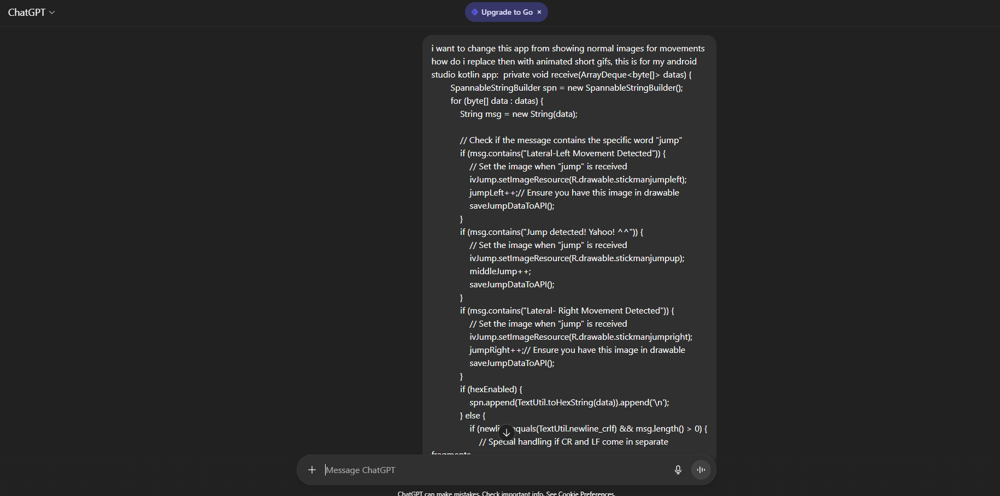 ChatGPT
Upgrade to Go ×
i want to change this app from showing normal images for movements
how do i replace then with animated short gifs, this is for my android
studio kotlin app:  private void receive(ArrayDeque<byte[]> datas) {
SpannableStringBuilder spn = new SpannableStringBuilder();
for (byte[] data : datas) {
String msg = new String(data);
// Check if the message contains the specific word "jump"
if (msg.contains("Lateral-Left Movement Detected")) {
// Set the image when "jump" is received
ivJump.setImageResource(R.drawable.stickmanjumpleft);
jumpLeft++;// Ensure you have this image in drawable
saveJumpDataToAPI();
}
if (msg.contains("Jump detected! Yahoo! ^^")) {
// Set the image when "jump" is received
ivJump.setImageResource(R.drawable.stickmanjumpup);
middleJump++;
saveJumpDataToAPI();
}
if (msg.contains("Lateral- Right Movement Detected")) {
// Set the image when "jump" is received
ivJump.setImageResource(R.drawable.stickmanjumpright);
jumpRight++;// Ensure you have this image in drawable
saveJumpDataToAPI();
}
if (hexEnabled) {
spn.append(TextUtil.toHexString(data)).append('\n');
} else {
if (newli equals(TextUtil.newline_crlf) && msg.length() > 0) {
// Special handling if CR and LF come in separate
fragments
Message ChatGPT
ChatGPT can make mistakes. Check important info. See Cookie Preferences.